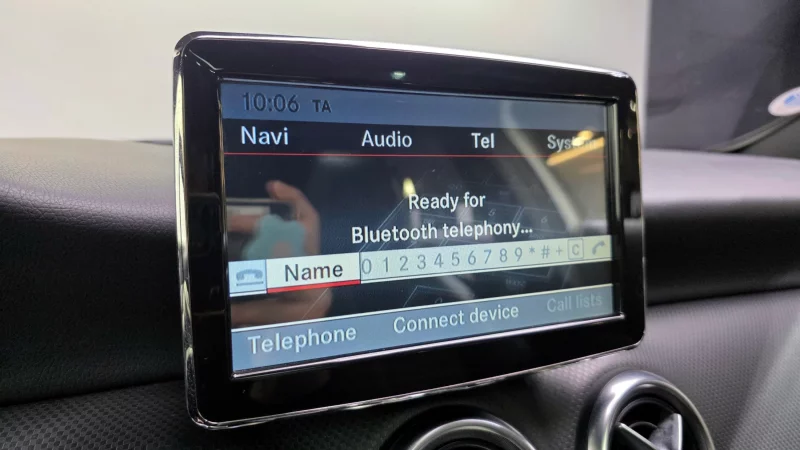 10:06 TA
Navi Audio Tel System
Ready for
Bluetooth telephony...
Name 0 1 2 3 4 5 6 7 8 9 * # + C
Telephone Connect device Call lists